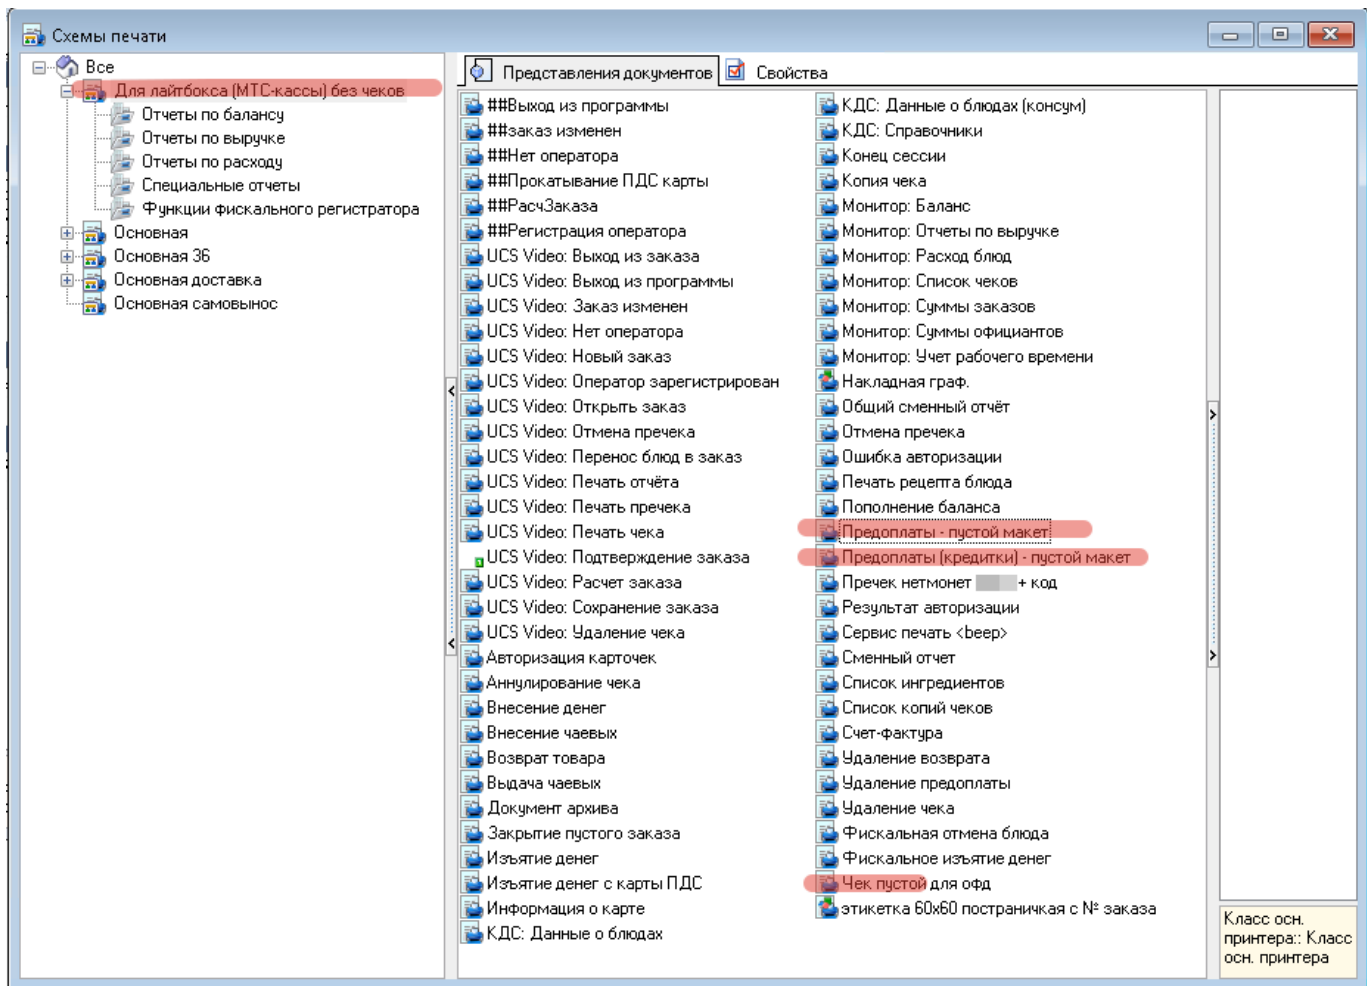 Схемы печати
Все
Для лайтбокса (МТС-кассы) без чеков
Отчеты по балансу
Отчеты по выручке
Отчеты по расходу
Специальные отчеты
Функции фискального регистратора
Основная
Основная 36
Основная доставка
Основная самовынос
Представления документов
Свойства
##Выход из программы
##заказ изменен
##Нет оператора
##Прокатывание ПДС карты
##РасчЗаказа
##Регистрация оператора
UCS Video: Выход из заказа
UCS Video: Выход из программы
UCS Video: Заказ изменен
UCS Video: Нет оператора
UCS Video: Новый заказ
UCS Video: Оператор зарегистрирован
UCS Video: Открыть заказ
UCS Video: Отмена пречека
UCS Video: Перенос блюд в заказ
UCS Video: Печать отчёта
UCS Video: Печать пречека
UCS Video: Печать чека
UCS Video: Подтверждение заказа
UCS Video: Расчет заказа
UCS Video: Сохранение заказа
UCS Video: Удаление чека
Авторизация карточек
Аннулирование чека
Внесение денег
Внесение чаевых
Возврат товара
Выдача чаевых
Документ архива
Закрытие пустого заказа
Изъятие денег
Изъятие денег с карты ПДС
Информация о карте
КДС: Данные о блюдах
КДС: Данные о блюдах (консум)
КДС: Справочники
Конец сессии
Копия чека
Монитор: Баланс
Монитор: Отчеты по выручке
Монитор: Расход блюд
Монитор: Список чеков
Монитор: Суммы заказов
Монитор: Суммы официантов
Монитор: Учет рабочего времени
Накладная граф.
Общий сменный отчёт
Отмена пречека
Ошибка авторизации
Печать рецепта блюда
Пополнение баланса
Предоплаты - пустой макет
Предоплаты (кредитки) - пустой макет
Пречек нетмонет + код
Результат авторизации
Сервис печать <beep>
Сменный отчет
Список ингредиентов
Список копий чеков
Счет-фактура
Удаление возврата
Удаление предоплаты
Удаление чека
Фискальная отмена блюда
Фискальное изъятие денег
Чек пустой для офд
этикетка 60х60 постраничкая с № заказа
Класс осн.
принтера:: Класс
осн. принтера